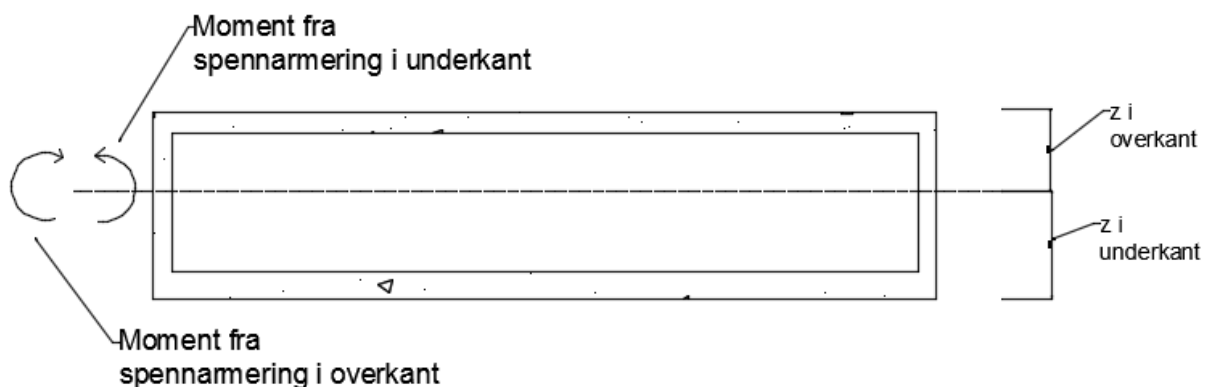 Moment fra
spennarmering i underkant
z i
overkant
z i
underkant
Moment fra
spennarmering i overkant